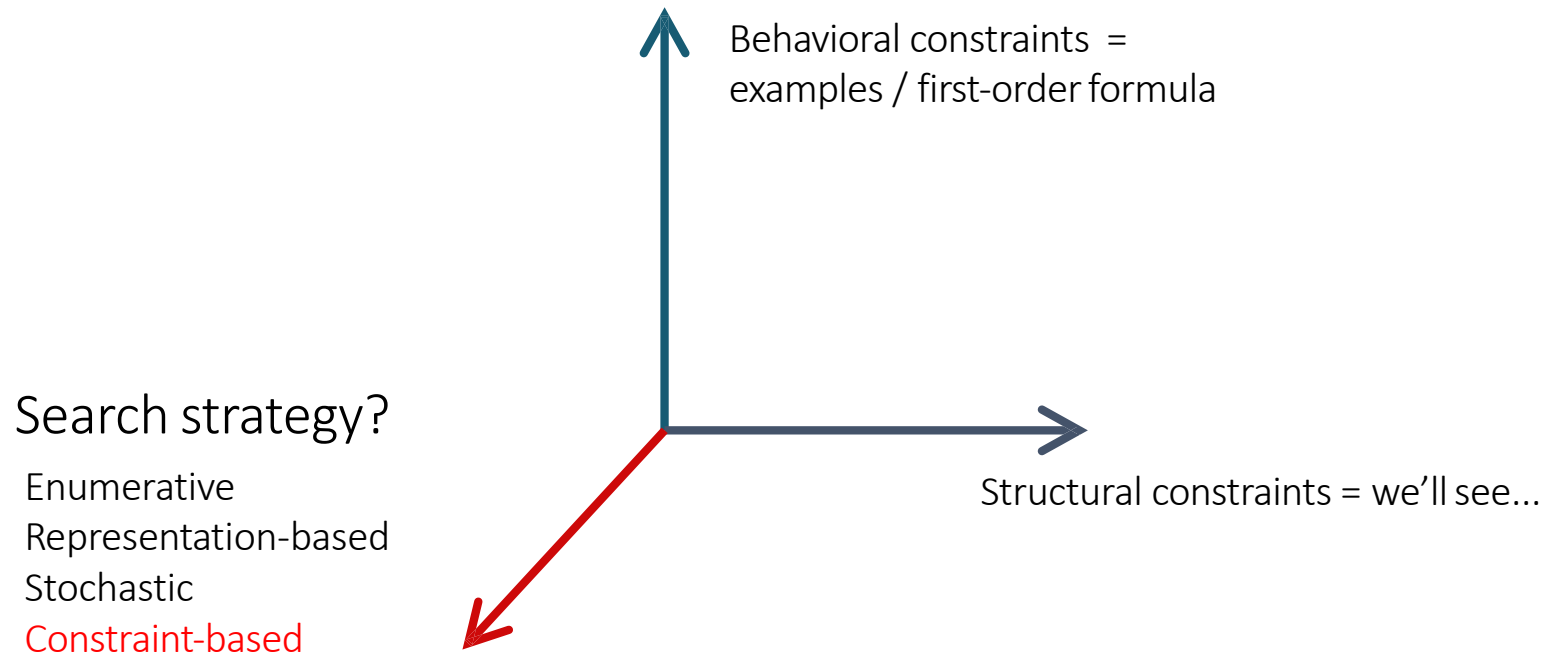 Behavioral constraints =
examples / first-order formula
Search strategy?
Enumerative
Representation-based
Stochastic
Constraint-based
Structural constraints = we’ll see...